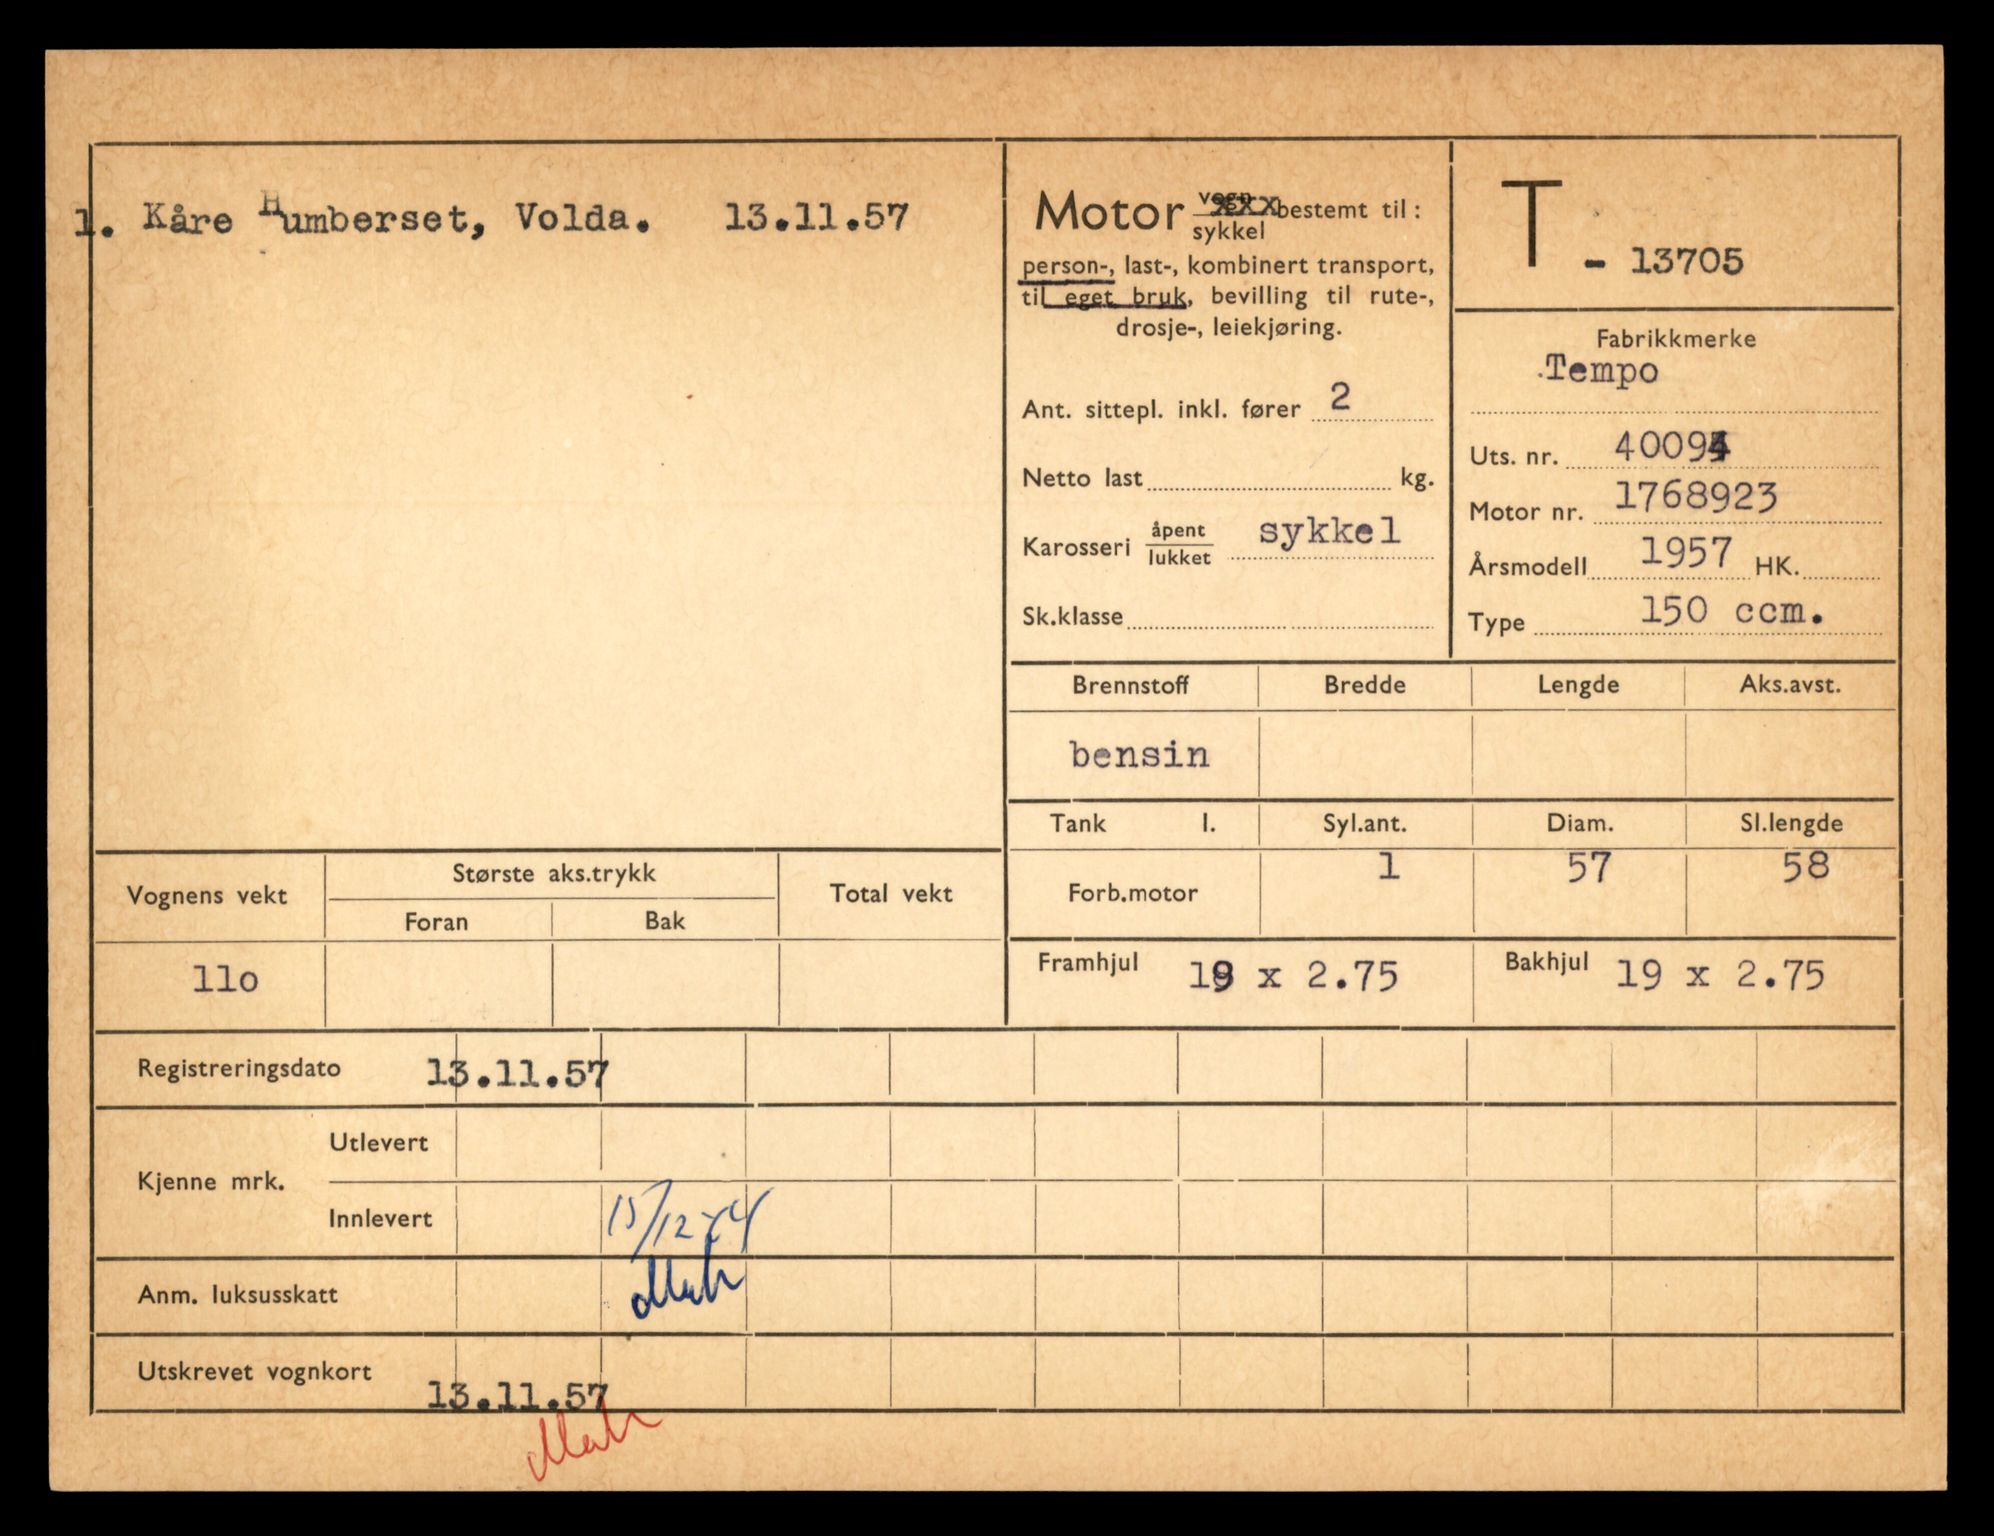 1. Kåre Humberset, Volda. 13.11.57
Motor vogn/sykkel bestemt til:
person-, last-, kombinert transport,
til eget bruk, bevilling til rute-,
drosje-, leiekjøring.
Ant. sittepl. inkl. fører 2
Netto last kg.
Karosseri åpent/lukket sykkel
Sk.klasse
T - 13705
Fabrikkmerke
Tempo
Uts. nr. 40094
Motor nr. 1768923
Årsmodell 1957 HK.
Type 150 ccm.
Brennstoff Bredde Lengde Aks.avst.
bensin
Tank l. Syl.ant. Diam. Sl.lengde
Forb.motor 1 57 58
Framhjul 19 x 2.75 Bakhjul 19 x 2.75
Vognens vekt Største aks.trykk Total vekt
Foran Bak
110
Registreringsdato 13.11.57
Kjenne mrk. Utlevert
Innlevert 15/12-
Anm. luksusskatt
Utskrevet vognkort 13.11.57